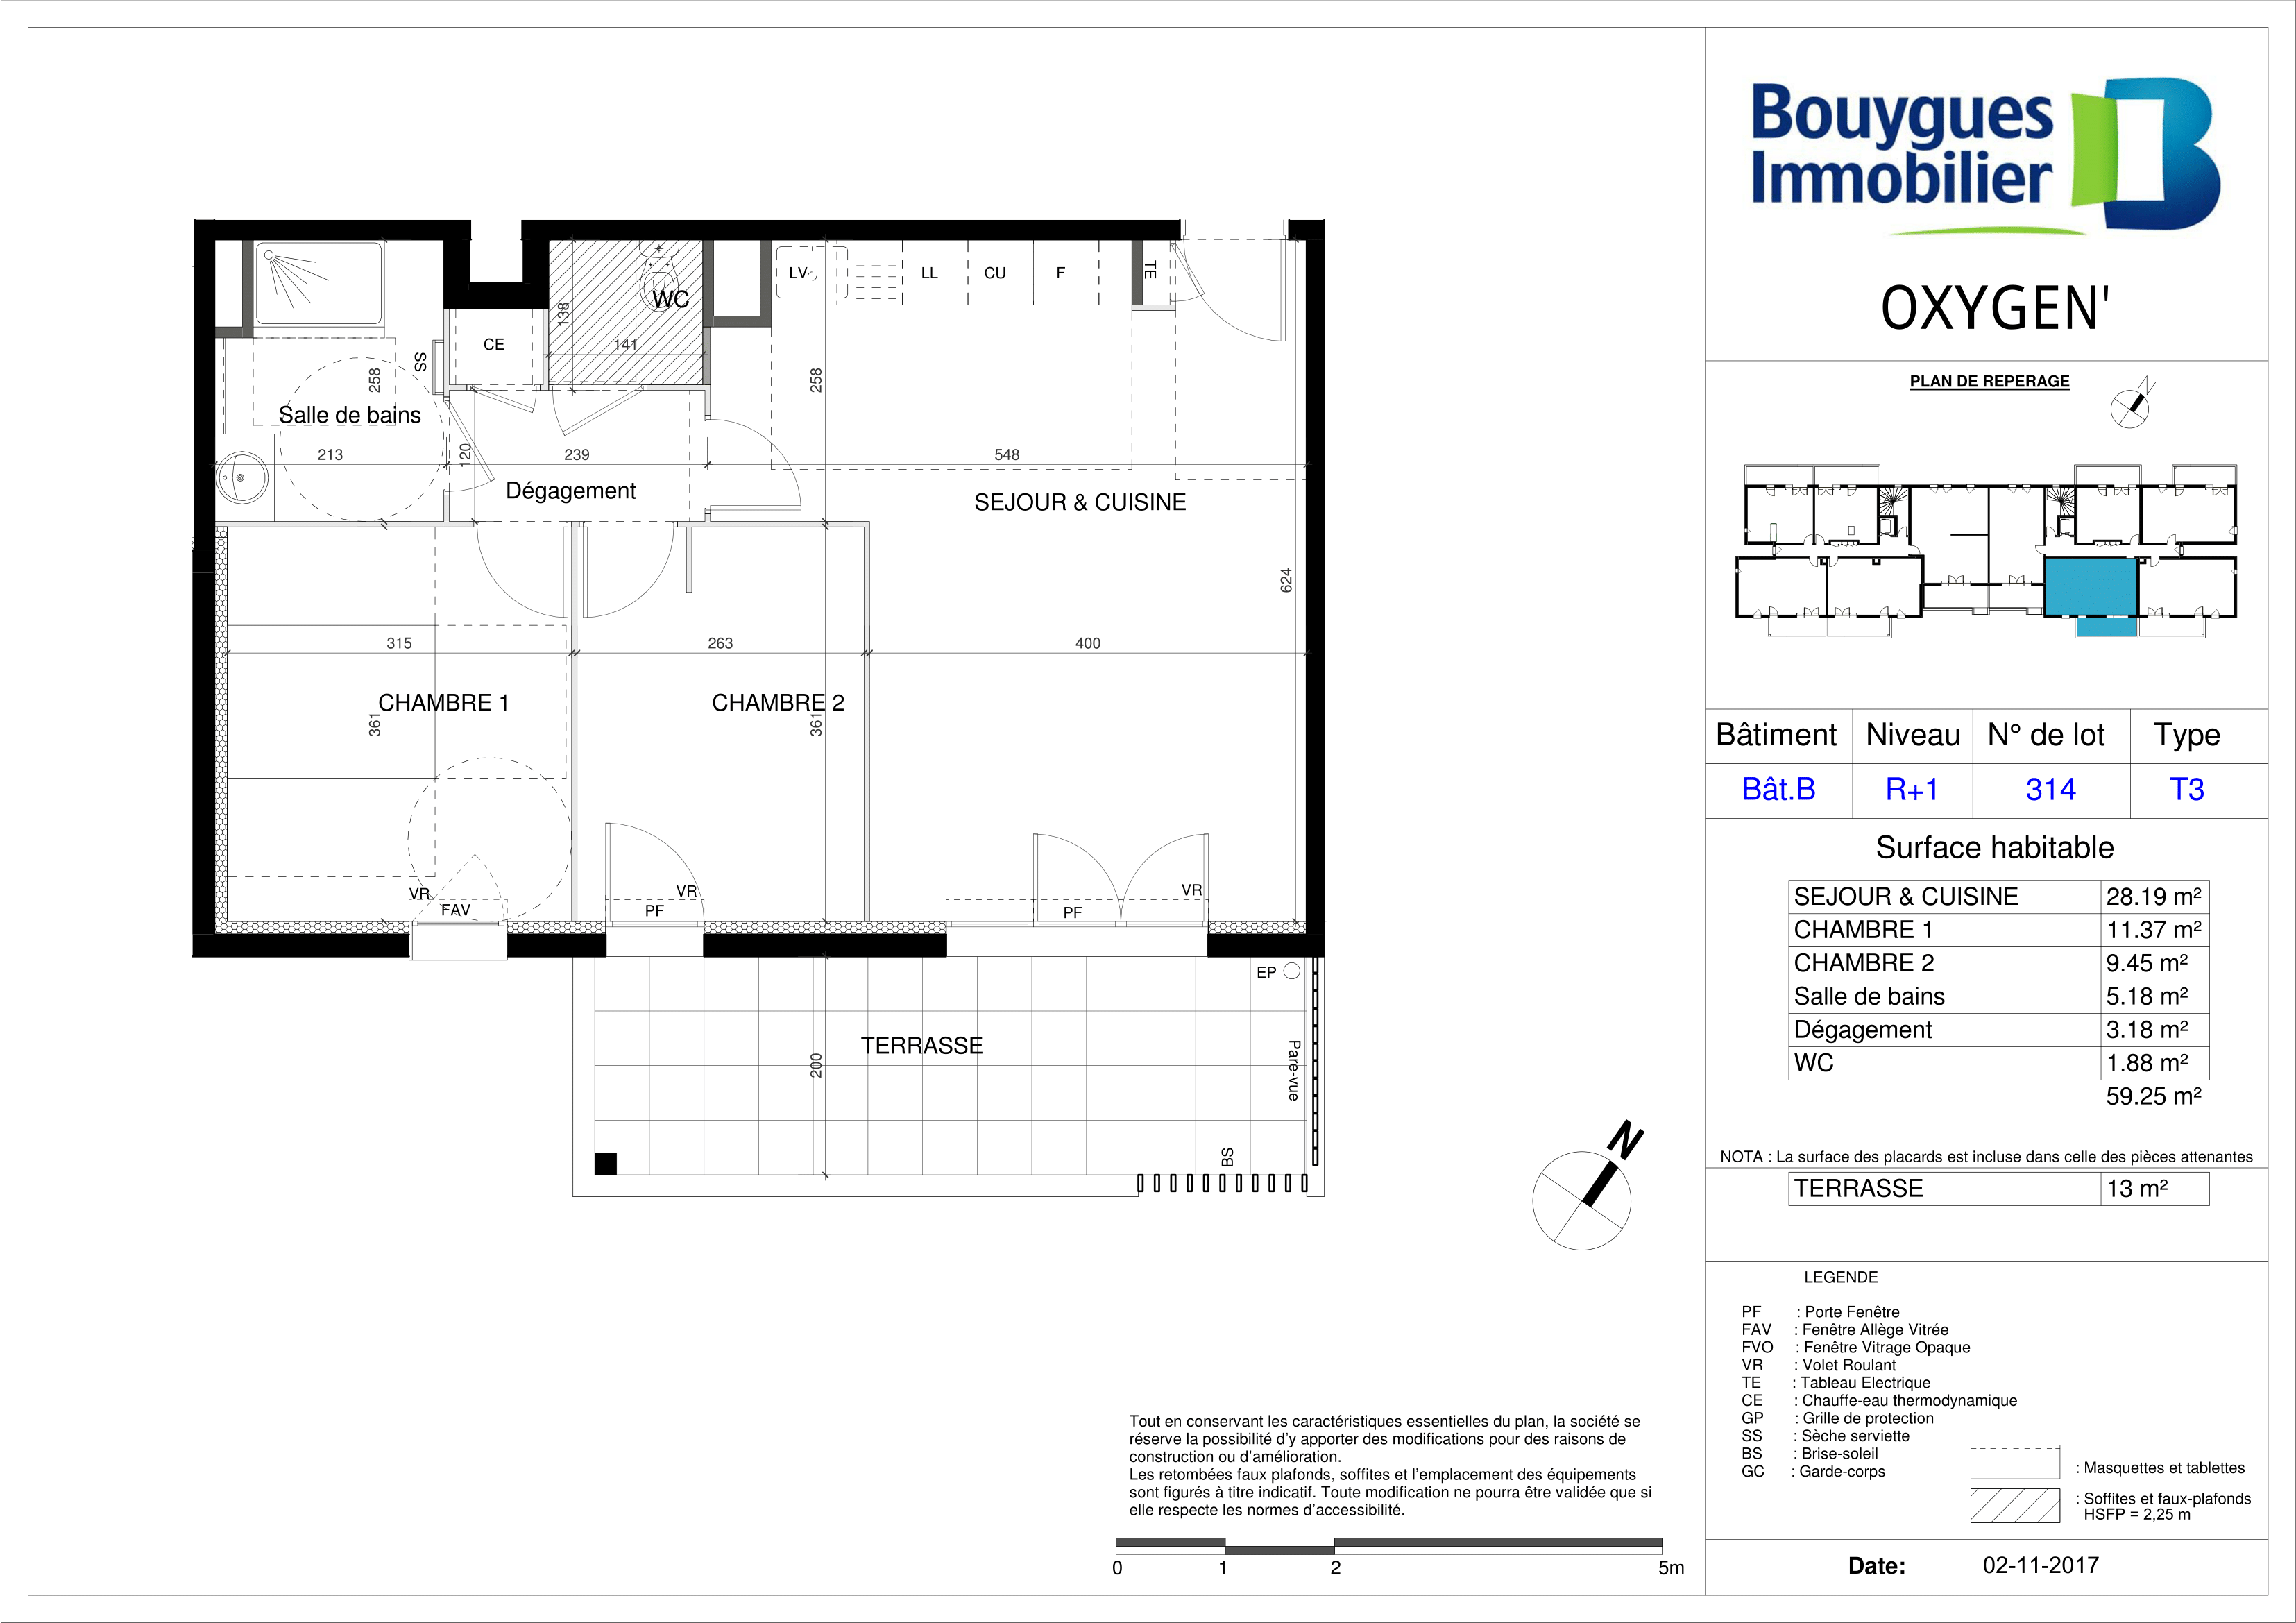 Bouygues
Immobilier
OXYGEN'
PLAN DE REPERAGE
N
Bâtiment Niveau N° de lot Type
Bât.B R+1 314 T3
Surface habitable
SEJOUR & CUISINE 28.19 m²
CHAMBRE 1 11.37 m²
CHAMBRE 2 9.45 m²
Salle de bains 5.18 m²
Dégagement 3.18 m²
WC 1.88 m²
59.25 m²
NOTA : La surface des placards est incluse dans celle des pièces attenantes
TERRASSE 13 m²
LEGENDE
PF : Porte Fenêtre
FAV : Fenêtre Allège Vitrée
FVO : Fenêtre Vitrage Opaque
VR : Volet Roulant
TE : Tableau Electrique
CE : Chauffe-eau thermodynamique
GP : Grille de protection
SS : Sèche serviette
BS : Brise-soleil
GC : Garde-corps
: Masquettes et tablettes
: Soffites et faux-plafonds
HSFP = 2,25 m
Date: 02-11-2017
LV LL CU F TE
WC
138
141
CE
SS
258
258
Salle de bains
213
120
239
548
Dégagement
SEJOUR & CUISINE
624
315
263
400
CHAMBRE 1
CHAMBRE 2
361
361
VR
FAV
VR
PF
VR
PF
EP
TERRASSE
200
Pare-vue
BS
N
Tout en conservant les caractéristiques essentielles du plan, la société se
réserve la possibilité d'y apporter des modifications pour des raisons de
construction ou d'amélioration.
Les retombées faux plafonds, soffites et l'emplacement des équipements
sont figurés à titre indicatif. Toute modification ne pourra être validée que si
elle respecte les normes d'accessibilité.
0 1 2 5m